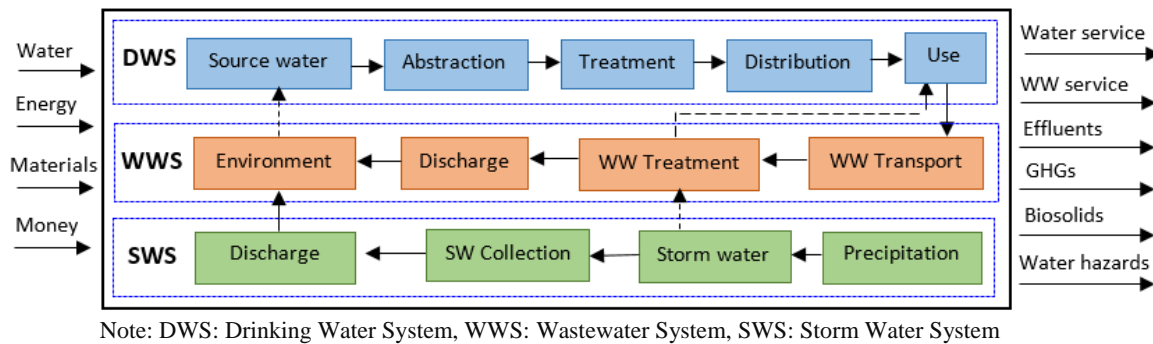 Water
Energy
Materials
Money
DWS
Source water
Abstraction
Treatment
Distribution
Use
WWS
Environment
Discharge
WW Treatment
WW Transport
SWS
Discharge
SW Collection
Storm water
Precipitation
Water service
WW service
Effluents
GHGs
Biosolids
Water hazards
Note: DWS: Drinking Water System, WWS: Wastewater System, SWS: Storm Water System